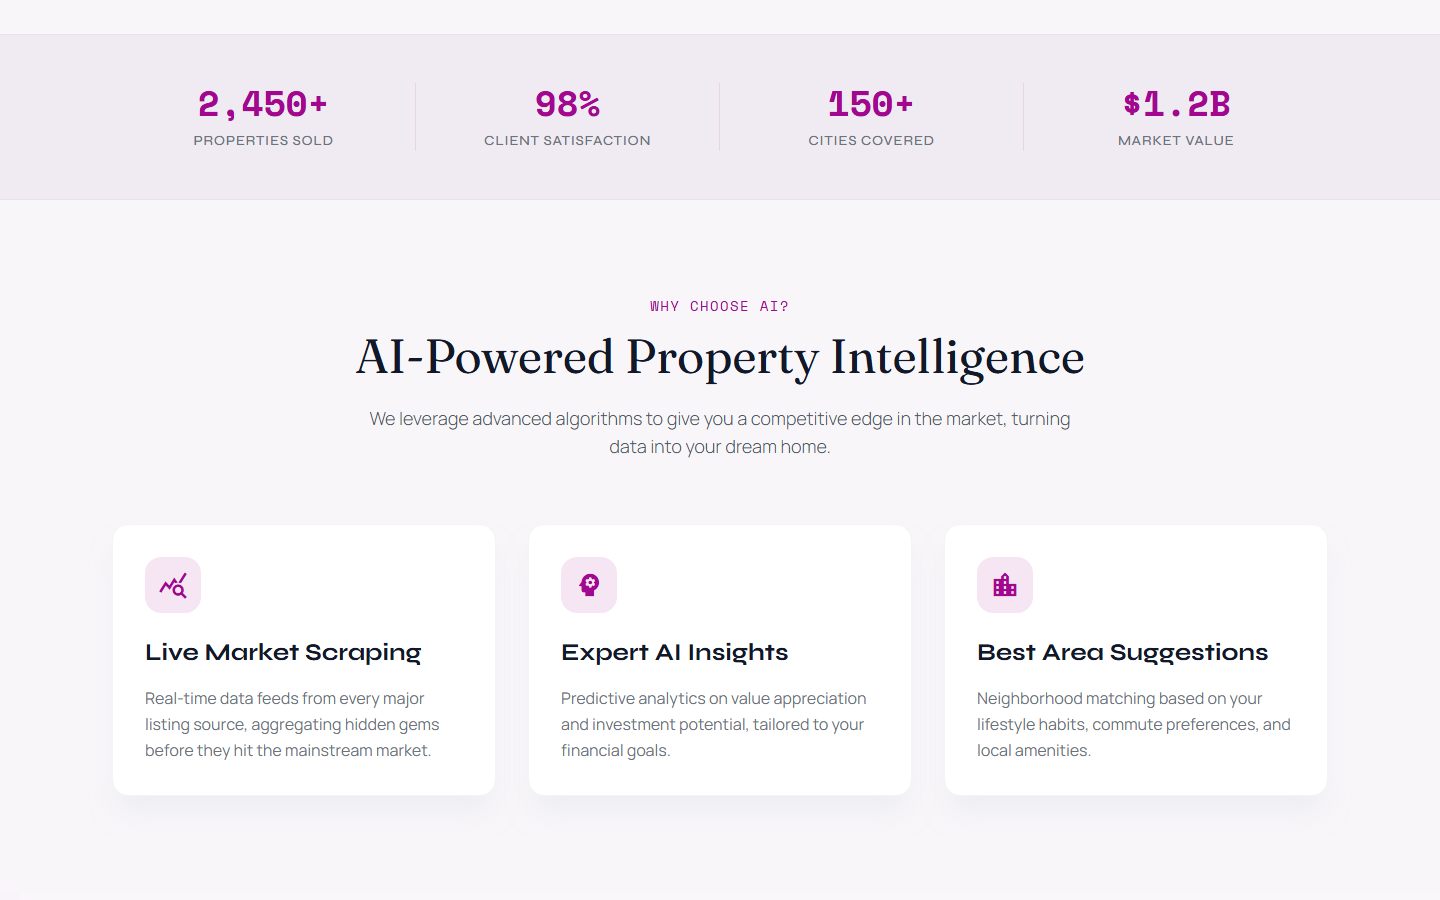 2,450+
PROPERTIES SOLD
98%
CLIENT SATISFACTION
150+
CITIES COVERED
$1.2B
MARKET VALUE
WHY CHOOSE AI?
AI-Powered Property Intelligence
We leverage advanced algorithms to give you a competitive edge in the market, turning
data into your dream home.
Live Market Scraping
Real-time data feeds from every major
listing source, aggregating hidden gems
before they hit the mainstream market.
Expert AI Insights
Predictive analytics on value appreciation
and investment potential, tailored to your
financial goals.
Best Area Suggestions
Neighborhood matching based on your
lifestyle habits, commute preferences, and
local amenities.